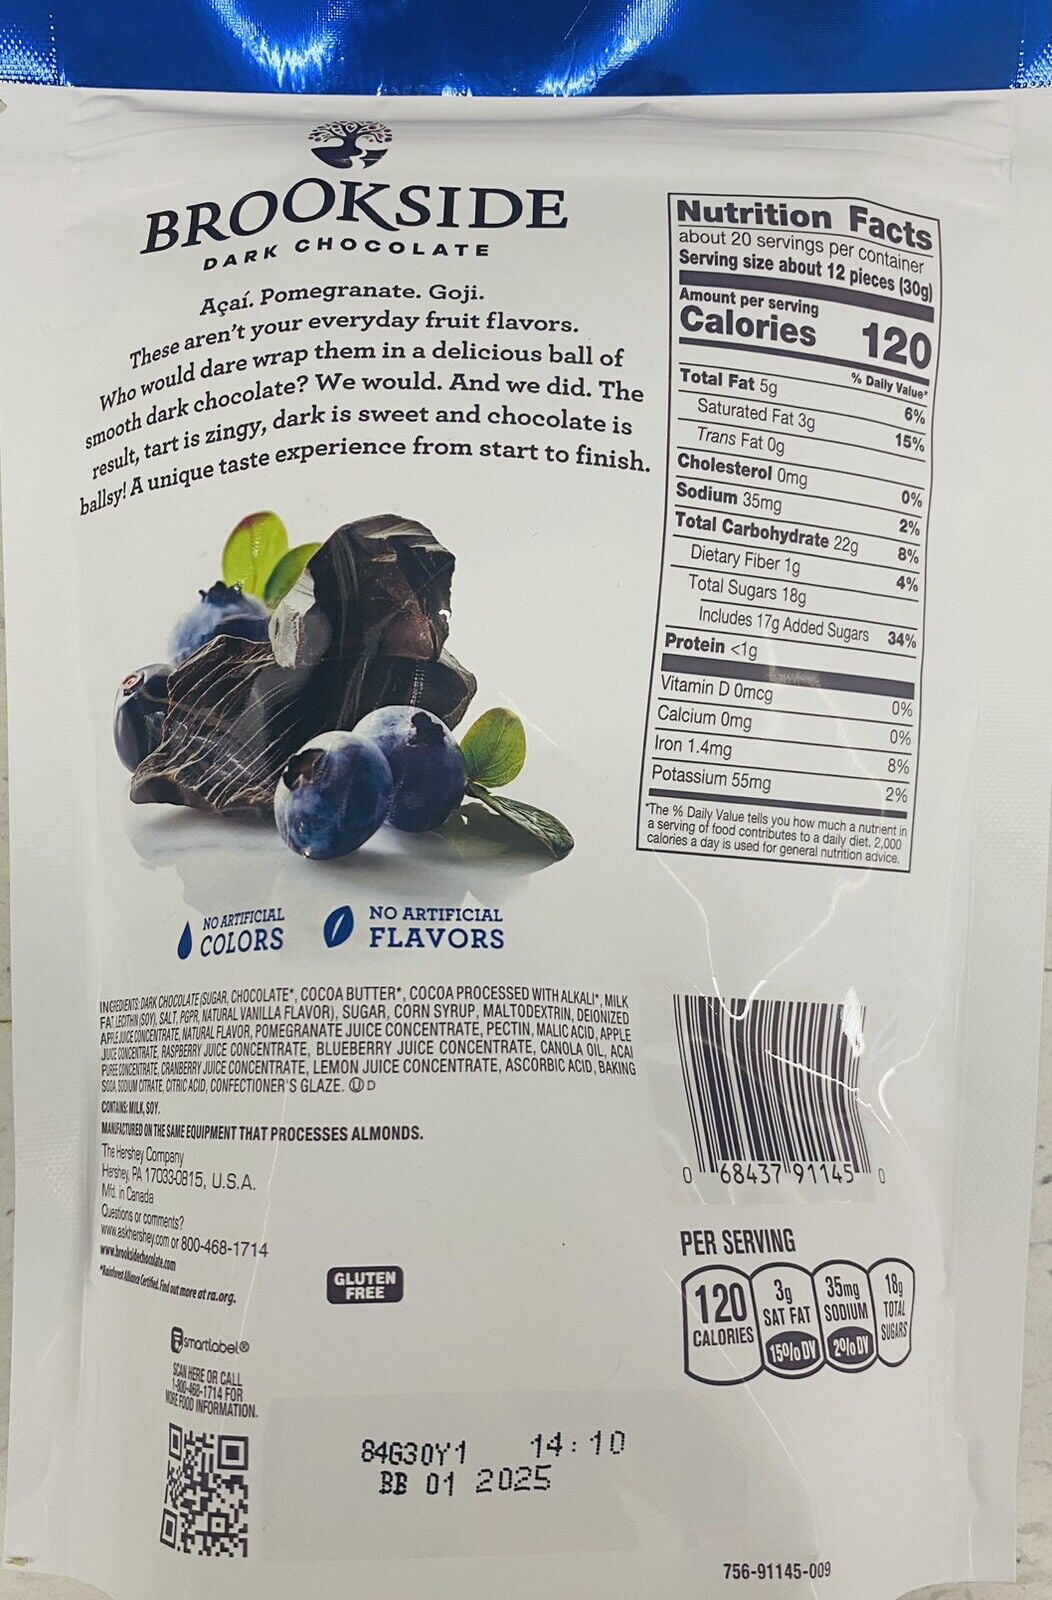 BROOKSIDE
DARK CHOCOLATE
Açaí. Pomegranate. Goji.
These aren't your everyday fruit flavors.
Who would dare wrap them in a delicious ball of
smooth dark chocolate? We would. And we did. The
result, tart is zingy, dark is sweet and chocolate is
ballsy! A unique taste experience from start to finish.
NO ARTIFICIAL
COLORS
NO ARTIFICIAL
FLAVORS
INGREDIENTS: DARK CHOCOLATE (SUGAR, CHOCOLATE*, COCOA BUTTER*, COCOA PROCESSED WITH ALKALI*, MILK
FAT, LECITHIN (SOY), SALT, PGPR, NATURAL VANILLA FLAVOR), SUGAR, CORN SYRUP, MALTODEXTRIN, DEIONIZED
APPLE JUICE CONCENTRATE, NATURAL FLAVOR, POMEGRANATE JUICE CONCENTRATE, PECTIN, MALIC ACID, APPLE
JUICE CONCENTRATE, RASPBERRY JUICE CONCENTRATE, BLUEBERRY JUICE CONCENTRATE, CANOLA OIL, ACAI
PUREE CONCENTRATE, CRANBERRY JUICE CONCENTRATE, LEMON JUICE CONCENTRATE, ASCORBIC ACID, BAKING
SODA, SODIUM CITRATE, CITRIC ACID, CONFECTIONER'S GLAZE. Ⓤ D
CONTAINS: MILK, SOY.
MANUFACTURED ON THE SAME EQUIPMENT THAT PROCESSES ALMONDS.
The Hershey Company
Hershey, PA 17033-0815, U.S.A.
Mfd. in Canada
Questions or comments?
www.askhershey.com or 800-468-1714
www.brooksidechocolate.com
*Rainforest Alliance Certified. Find out more at ra.org.
GLUTEN
FREE
smartlabel®
SCAN HERE OR CALL
1-800-468-1714 FOR
MORE FOOD INFORMATION.
84G30Y1 14:10
BB 01 2025
Nutrition Facts
about 20 servings per container
Serving size about 12 pieces (30g)
Amount per serving
Calories 120
% Daily Value*
Total Fat 5g 6%
Saturated Fat 3g 15%
Trans Fat 0g
Cholesterol 0mg 0%
Sodium 35mg 2%
Total Carbohydrate 22g 8%
Dietary Fiber 1g 4%
Total Sugars 18g
Includes 17g Added Sugars 34%
Protein <1g
Vitamin D 0mcg 0%
Calcium 0mg 0%
Iron 1.4mg 8%
Potassium 55mg 2%
*The % Daily Value tells you how much a nutrient in
a serving of food contributes to a daily diet. 2,000
calories a day is used for general nutrition advice.
0 68437 91145 0
PER SERVING
120
CALORIES
3g
SAT FAT
15% DV
35mg
SODIUM
2% DV
18g
TOTAL
SUGARS
756-91145-009